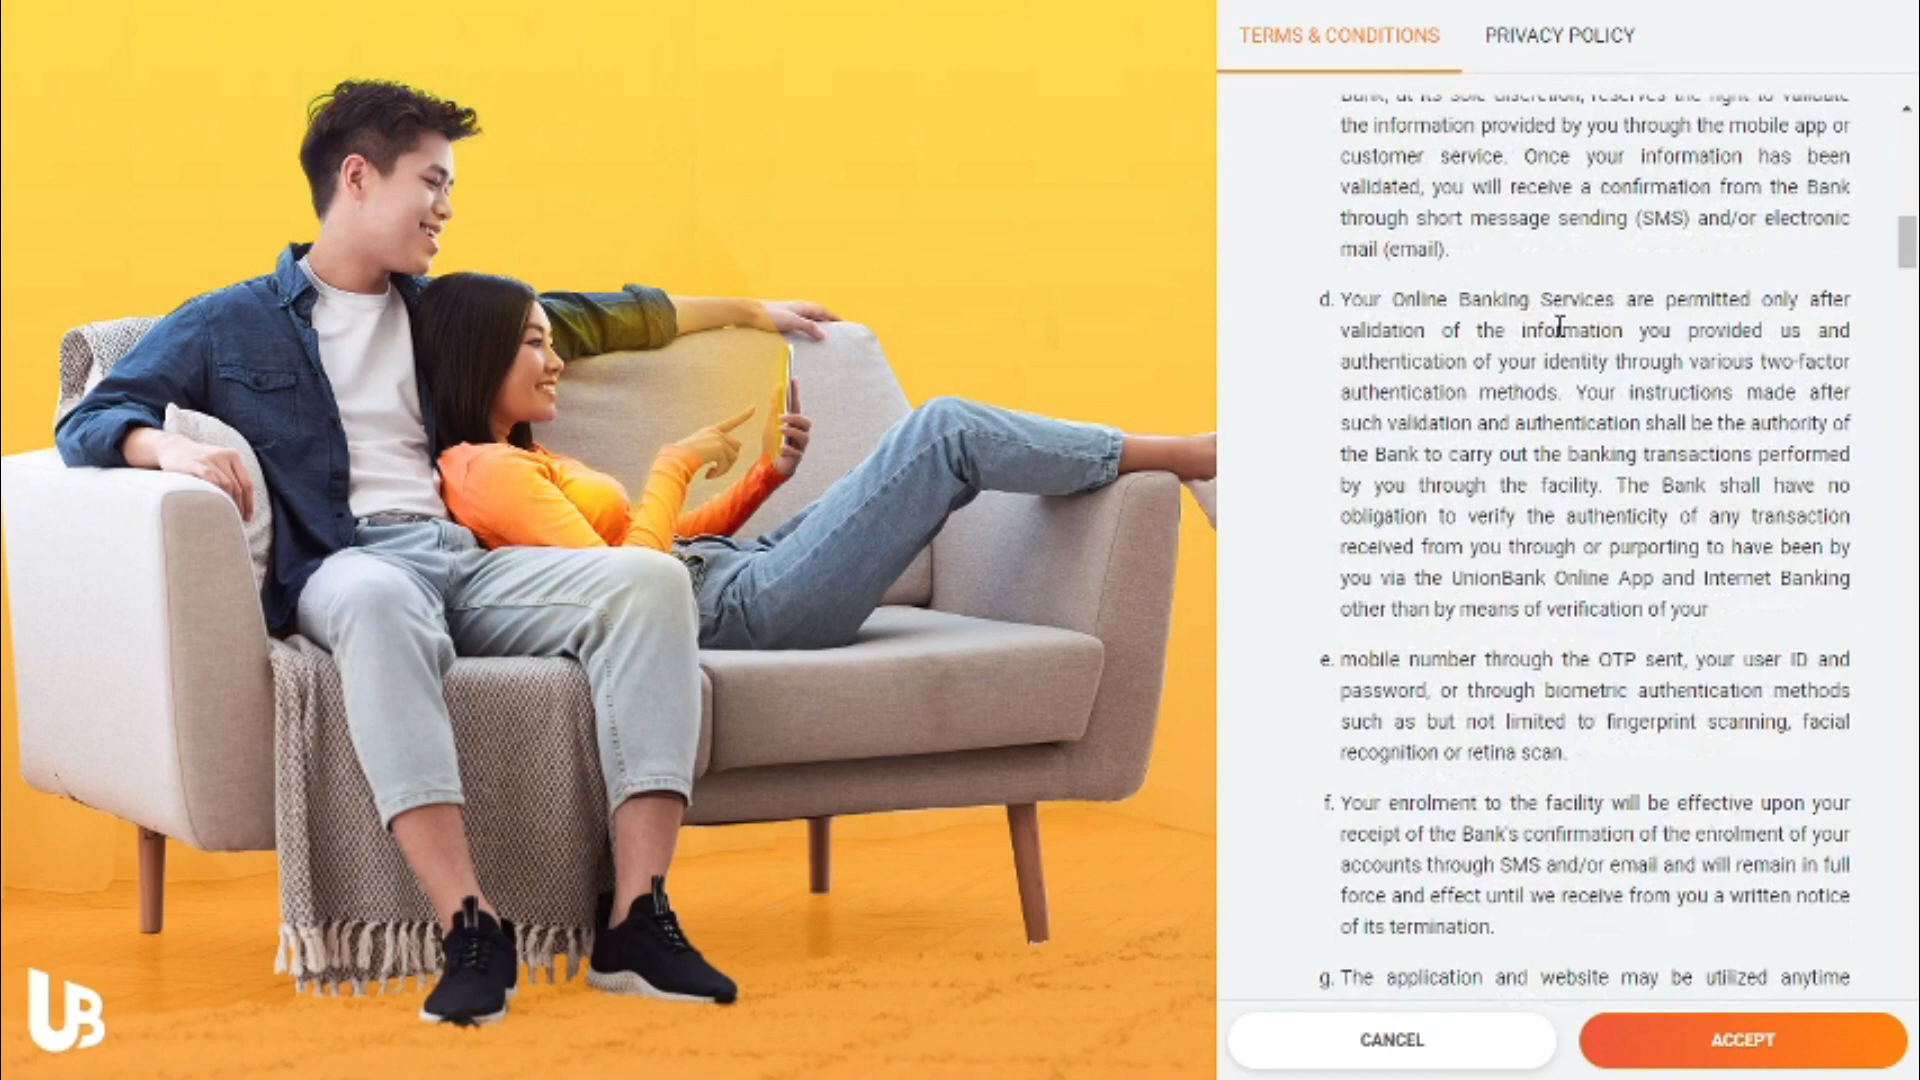 TERMS & CONDITIONS
PRIVACY POLICY
Bank, at its sole discretion, reserves the right to validate
the information provided by you through the mobile app or
customer service. Once your information has been
validated, you will receive a confirmation from the Bank
through short message sending (SMS) and/or electronic
mail (email).
d. Your Online Banking Services are permitted only after
validation of the information you provided us and
authentication of your identity through various two-factor
authentication methods. Your instructions made after
such validation and authentication shall be the authority of
the Bank to carry out the banking transactions performed
by you through the facility. The Bank shall have no
obligation to verify the authenticity of any transaction
received from you through or purporting to have been by
you via the UnionBank Online App and Internet Banking
other than by means of verification of your
e. mobile number through the OTP sent, your user ID and
password, or through biometric authentication methods
such as but not limited to fingerprint scanning, facial
recognition or retina scan.
f. Your enrolment to the facility will be effective upon your
receipt of the Bank's confirmation of the enrolment of your
accounts through SMS and/or email and will remain in full
force and effect until we receive from you a written notice
of its termination.
g. The application and website may be utilized anytime
UB
CANCEL
ACCEPT